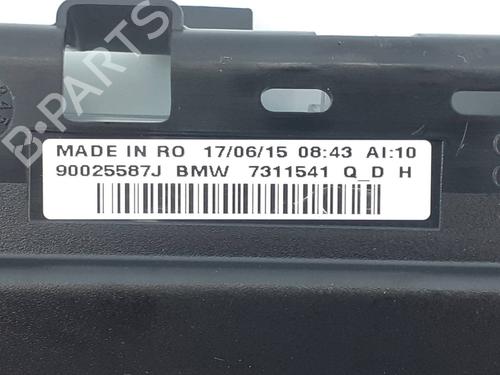 B-PARTS
MADE IN RO 17/06/15 08:43 AI:10
90025587J BMW 7311541 Q_D H